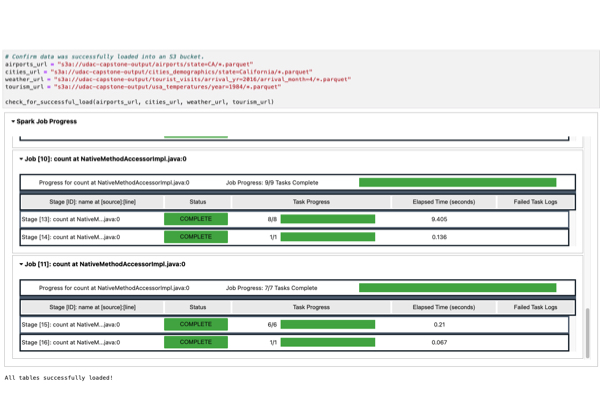 # Confirm data was successfully loaded into an S3 bucket.
airports_url = "s3a://udac-capstone-output/airports/state=CA/*.parquet"
cities_url = "s3a://udac-capstone-output/cities_demographics/state=California/*.parquet"
weather_url = "s3a://udac-capstone-output/tourist_visits/arrival_yr=2016/arrival_month=4/*.parquet"
tourism_url = "s3a://udac-capstone-output/usa_temperatures/year=1984/*.parquet"
check_for_successful_load(airports_url, cities_url, weather_url, tourism_url)
▾ Spark Job Progress
▾ Job [10]: count at NativeMethodAccessorImpl.java:0
Progress for count at NativeMethodAccessorImpl.java:0 Job Progress: 9/9 Tasks Complete
Stage [ID]: name at [source]:[line] Status Task Progress Elapsed Time (seconds) Failed Task Logs
Stage [13]: count at NativeM...java:0 COMPLETE 8/8 9.405
Stage [14]: count at NativeM...java:0 COMPLETE 1/1 0.136
▾ Job [11]: count at NativeMethodAccessorImpl.java:0
Progress for count at NativeMethodAccessorImpl.java:0 Job Progress: 7/7 Tasks Complete
Stage [ID]: name at [source]:[line] Status Task Progress Elapsed Time (seconds) Failed Task Logs
Stage [15]: count at NativeM...java:0 COMPLETE 6/6 0.21
Stage [16]: count at NativeM...java:0 COMPLETE 1/1 0.067
All tables successfully loaded!